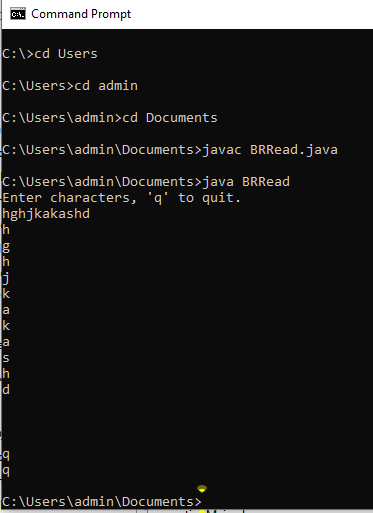 Command Prompt
C:\>cd Users
C:\Users>cd admin
C:\Users\admin>cd Documents
C:\Users\admin\Documents>javac BRRead.java
C:\Users\admin\Documents>java BRRead
Enter characters, 'q' to quit.
hghjkakashd
h
g
h
j
k
a
k
a
s
h
d
q
q
C:\Users\admin\Documents>